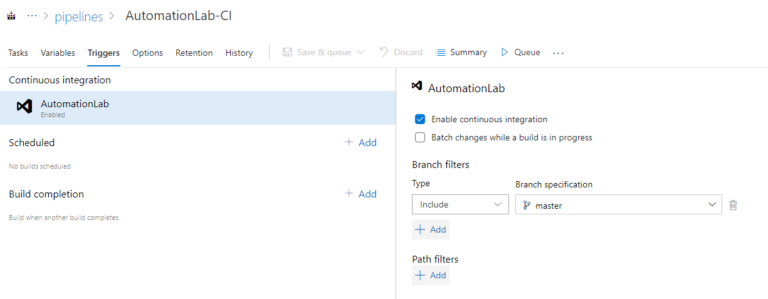 ··· > pipelines > AutomationLab-CI
Tasks Variables Triggers Options Retention History Save & queue Discard Summary Queue ···
Continuous integration
AutomationLab
Enabled
Scheduled + Add
No builds scheduled
Build completion + Add
Build when another build completes
AutomationLab
Enable continuous integration
Batch changes while a build is in progress
Branch filters
Type Branch specification
Include master
+ Add
Path filters
+ Add